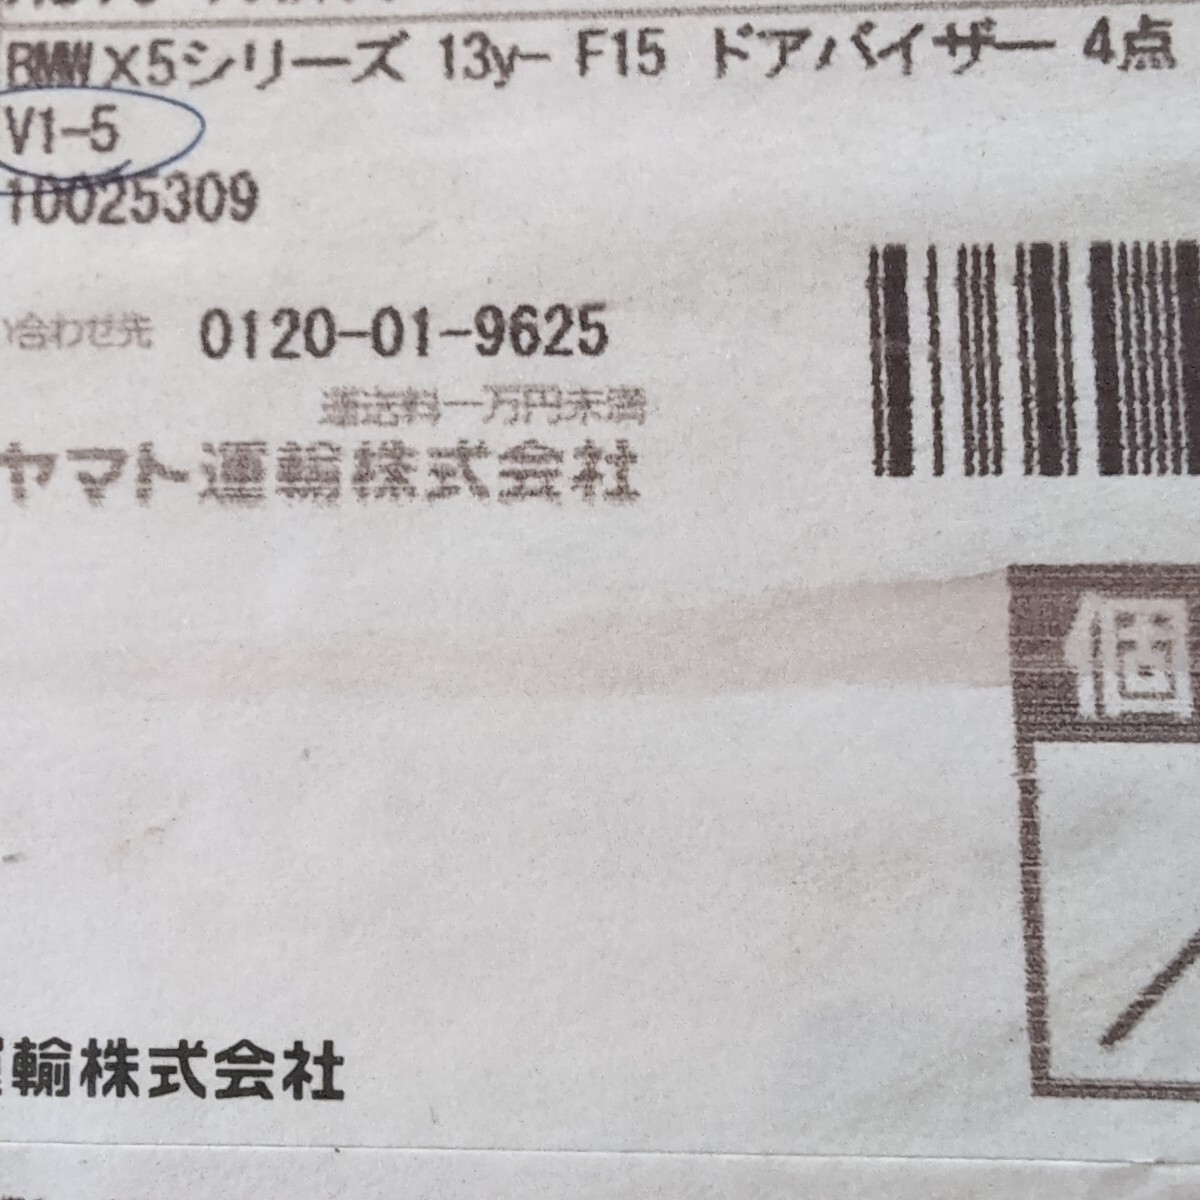 BMW X5シリーズ 13y- F15 ドアバイザー 4点
V1-5
10025309
い合わせ先 0120-01-9625
運送料一万円未満
ヤマト運輸株式会社
個
運輸株式会社